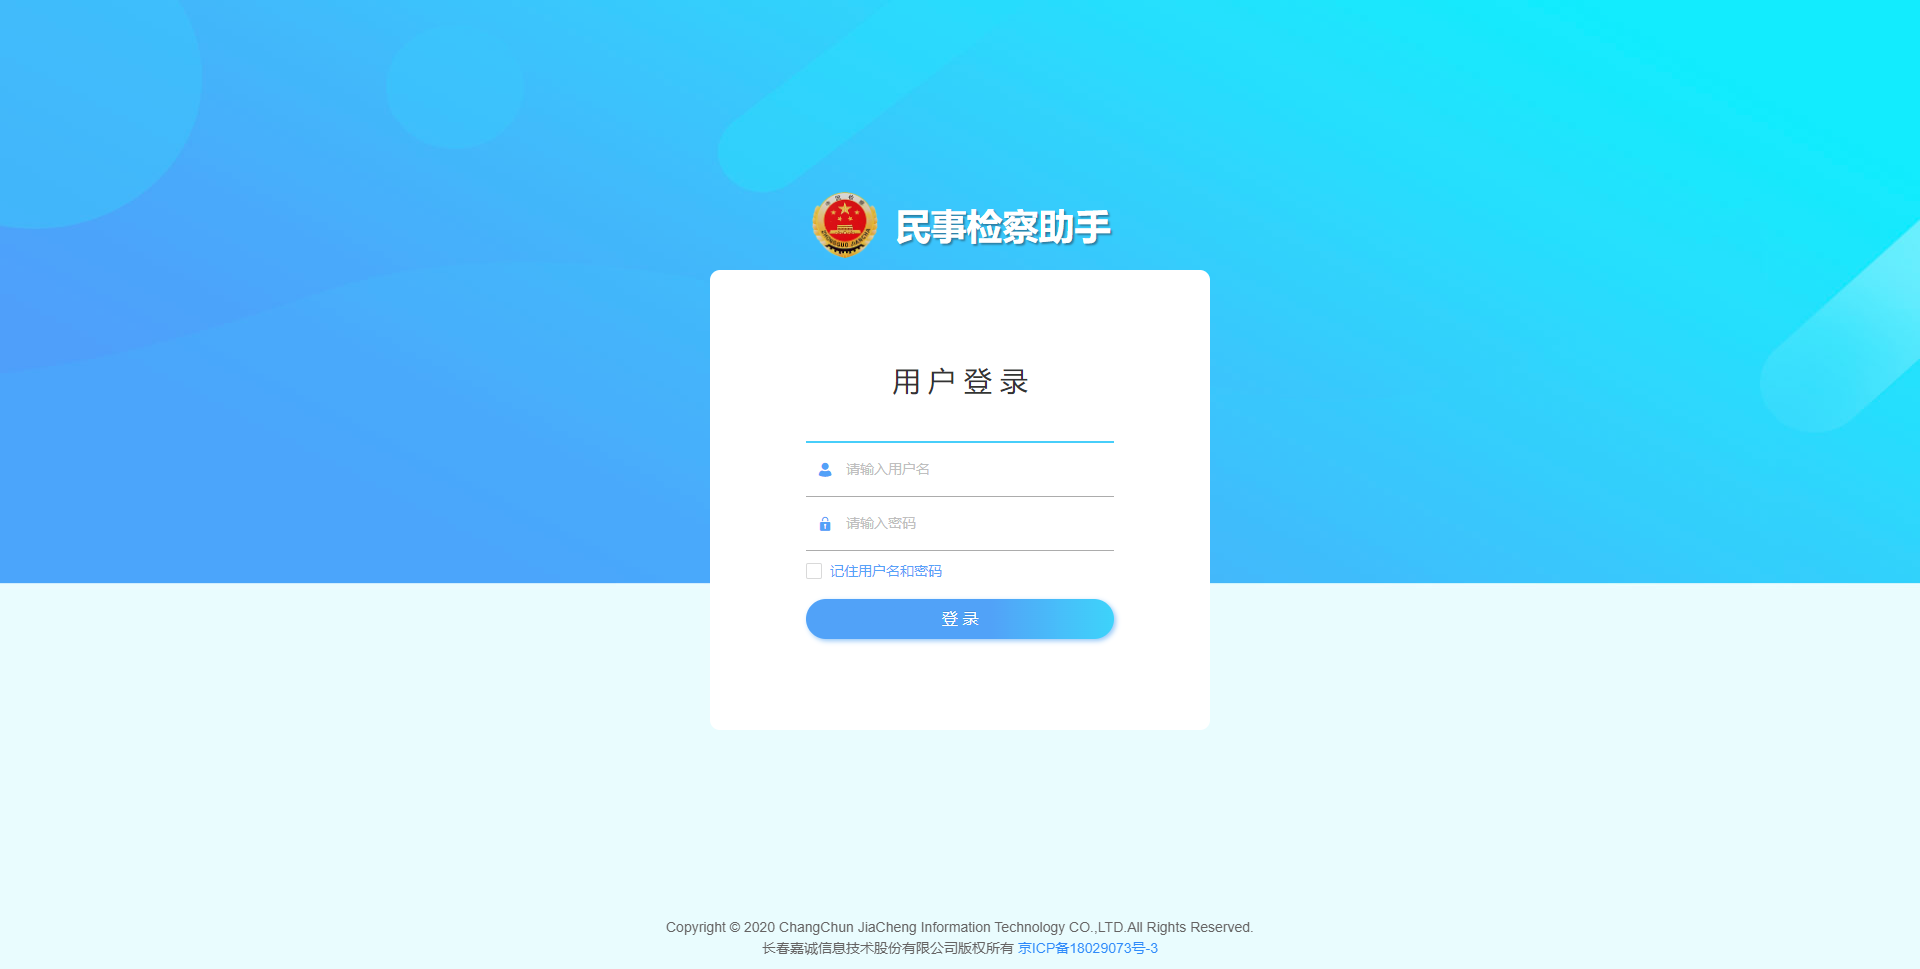 民事检察助手
用户登录
请输入用户名
请输入密码
记住用户名和密码
登录
Copyright © 2020 ChangChun JiaCheng Information Technology CO.,LTD.All Rights Reserved.
长春嘉诚信息技术股份有限公司版权所有 京ICP备18029073号-3